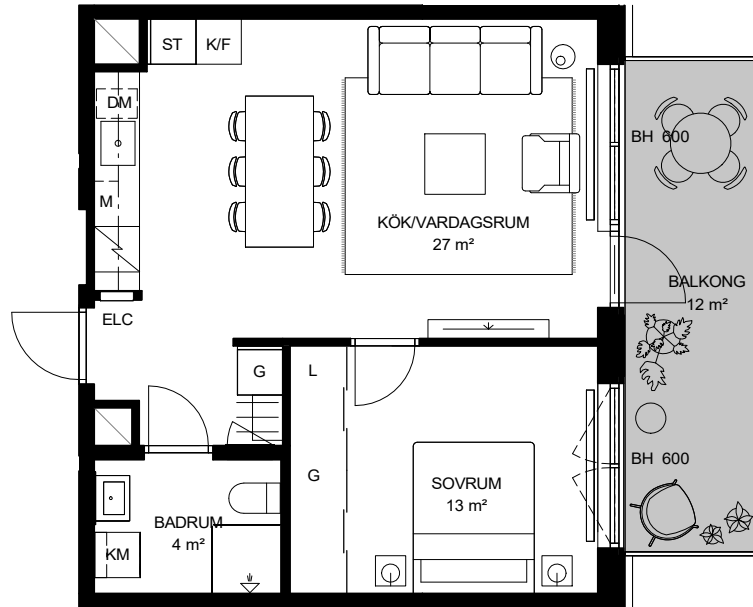 ST
K/F
DM
BH 600
M
KÖK/VARDAGSRUM
27 m²
BALKONG
12 m²
ELC
G
L
G
SOVRUM
13 m²
BH 600
BADRUM
4 m²
KM